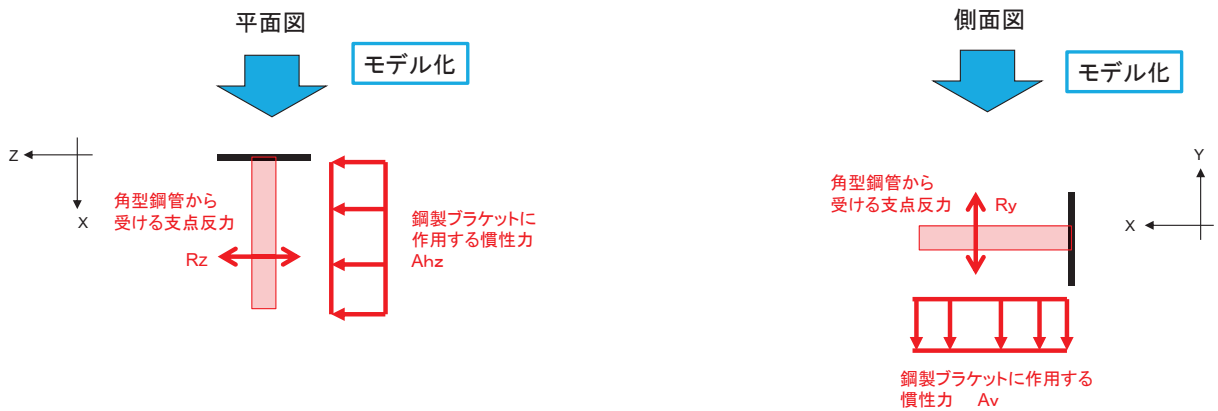 平面図
モデル化
Z
X
角型鋼管から
受ける支点反力
Rz
鋼製ブラケットに
作用する慣性力
Ahz
側面図
モデル化
Y
X
角型鋼管から
受ける支点反力
Ry
鋼製ブラケットに作用する
慣性力 Av